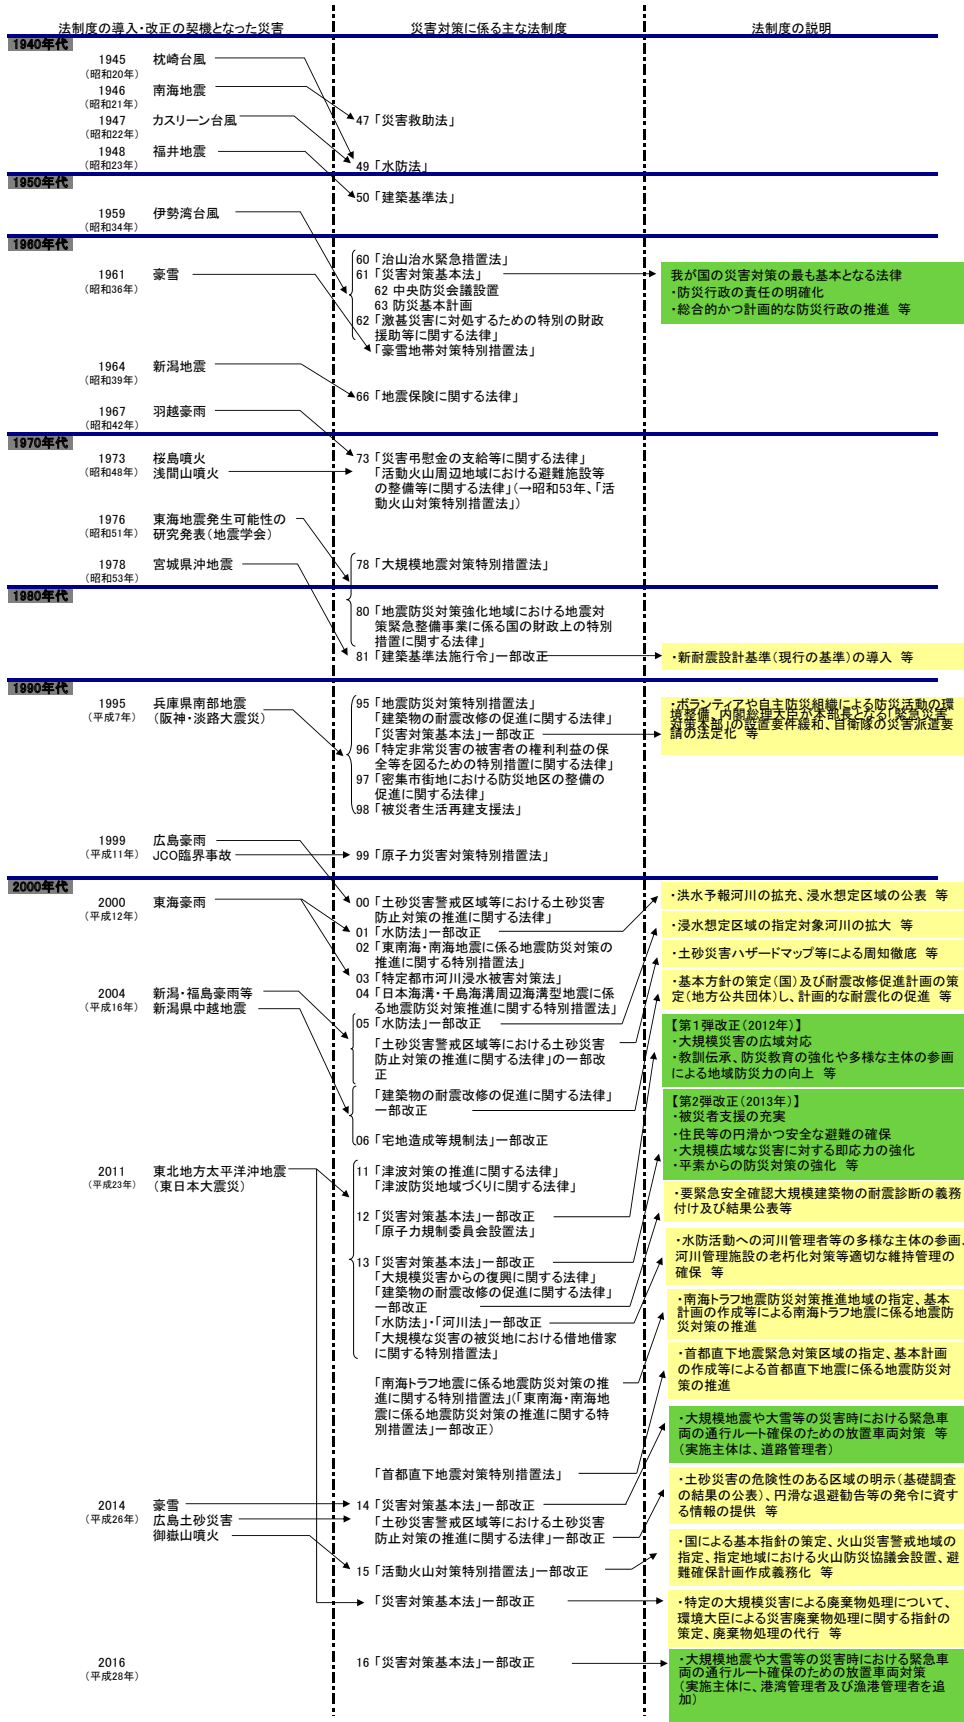 法制度の導入・改正の契機となった災害
災害対策に係る主な法制度
法制度の説明
1940年代
1945
(昭和20年)
枕崎台風
1946
(昭和21年)
南海地震
47「災害救助法」
1947
(昭和22年)
カスリーン台風
1948
(昭和23年)
福井地震
49「水防法」
1950年代
50「建築基準法」
1959
(昭和34年)
伊勢湾台風
1960年代
60「治山治水緊急措置法」
61「災害対策基本法」
62 中央防災会議設置
63 防災基本計画
62「激甚災害に対処するための特別の財政
援助等に関する法律」
「豪雪地帯対策特別措置法」
我が国の災害対策の最も基本となる法律
・防災行政の責任の明確化
・総合的かつ計画的な防災行政の推進 等
1961
(昭和36年)
豪雪
1964
(昭和39年)
新潟地震
66「地震保険に関する法律」
1967
(昭和42年)
羽越豪雨
1970年代
1973
(昭和48年)
桜島噴火
浅間山噴火
73「災害弔慰金の支給等に関する法律」
「活動火山周辺地域における避難施設等
の整備等に関する法律」(→昭和53年、「活
動火山対策特別措置法」)
1976
(昭和51年)
東海地震発生可能性の
研究発表(地震学会)
1978
(昭和53年)
宮城県沖地震
78「大規模地震対策特別措置法」
1980年代
80「地震防災対策強化地域における地震対
策緊急整備事業に係る国の財政上の特別
措置に関する法律」
81「建築基準法施行令」一部改正
・新耐震設計基準(現行の基準)の導入 等
1990年代
1995
(平成7年)
兵庫県南部地震
(阪神・淡路大震災)
95「地震防災対策特別措置法」
「建築物の耐震改修の促進に関する法律」
「災害対策基本法」一部改正
96「特定非常災害の被害者の権利利益の保
全等を図るための特別措置に関する法律」
97「密集市街地における防災地区の整備の
促進に関する法律」
98「被災者生活再建支援法」
・ボランティアや自主防災組織による防災活動の環
境整備、内閣総理大臣が本部長となる「緊急災害
対策本部」の設置要件緩和、自衛隊の災害派遣要
請の法定化 等
1999
(平成11年)
広島豪雨
JCO臨界事故
99「原子力災害対策特別措置法」
2000年代
2000
(平成12年)
東海豪雨
00「土砂災害警戒区域等における土砂災害
防止対策の推進に関する法律」
01「水防法」一部改正
02「東南海・南海地震に係る地震防災対策の
推進に関する特別措置法」
03「特定都市河川浸水被害対策法」
04「日本海溝・千島海溝周辺海溝型地震に係
る地震防災対策推進に関する特別措置法」
05「水防法」一部改正
「土砂災害警戒区域等における土砂災害
防止対策の推進に関する法律」の一部改
正
「建築物の耐震改修の促進に関する法律」
一部改正
06「宅地造成等規制法」一部改正
・洪水予報河川の拡充、浸水想定区域の公表 等
・浸水想定区域の指定対象河川の拡大 等
・土砂災害ハザードマップ等による周知徹底 等
・基本方針の策定(国)及び耐震改修促進計画の策
定(地方公共団体)し、計画的な耐震化の促進 等
2004
(平成16年)
新潟・福島豪雨等
新潟県中越地震
【第1弾改正(2012年)】
・大規模災害の広域対応
・教訓伝承、防災教育の強化や多様な主体の参画
による地域防災力の向上 等
【第2弾改正(2013年)】
・被災者支援の充実
・住民等の円滑かつ安全な避難の確保
・大規模広域な災害に対する即応力の強化
・平素からの防災対策の強化 等
2011
(平成23年)
東北地方太平洋沖地震
(東日本大震災)
11「津波対策の推進に関する法律」
「津波防災地域づくりに関する法律」
12「災害対策基本法」一部改正
「原子力規制委員会設置法」
13「災害対策基本法」一部改正
「大規模災害からの復興に関する法律」
「建築物の耐震改修の促進に関する法律」
一部改正
「水防法」・「河川法」一部改正
「大規模な災害の被災地における借地借家
に関する特別措置法」
「南海トラフ地震に係る地震防災対策の推
進に関する特別措置法」(「東南海・南海地
震に係る地震防災対策の推進に関する特
別措置法」一部改正)
「首都直下地震対策特別措置法」
・要緊急安全確認大規模建築物の耐震診断の義務
付け及び結果公表等
・水防活動への河川管理者等の多様な主体の参画、
河川管理施設の老朽化対策等適切な維持管理の
確保 等
・南海トラフ地震防災対策推進地域の指定、基本
計画の作成等による南海トラフ地震に係る地震防
災対策の推進
・首都直下地震緊急対策区域の指定、基本計画
の作成等による首都直下地震に係る地震防災対
策の推進
・大規模地震や大雪等の災害時における緊急車
両の通行ルート確保のための放置車両対策 等
(実施主体は、道路管理者)
2014
(平成26年)
豪雪
広島土砂災害
御嶽山噴火
14「災害対策基本法」一部改正
「土砂災害警戒区域等における土砂災害
防止対策の推進に関する法律」一部改正
15「活動火山対策特別措置法」一部改正
「災害対策基本法」一部改正
・土砂災害の危険性のある区域の明示(基礎調査
の結果の公表)、円滑な退避勧告等の発令に資す
る情報の提供 等
・国による基本指針の策定、火山災害警戒地域の
指定、指定地域における火山防災協議会設置、避
難確保計画作成義務化 等
・特定の大規模災害による廃棄物処理について、
環境大臣による災害廃棄物処理に関する指針の
策定、廃棄物処理の代行 等
2016
(平成28年)
16「災害対策基本法」一部改正
・大規模地震や大雪等の災害時における緊急車
両の通行ルート確保のための放置車両対策
(実施主体に、港湾管理者及び漁港管理者を追
加)